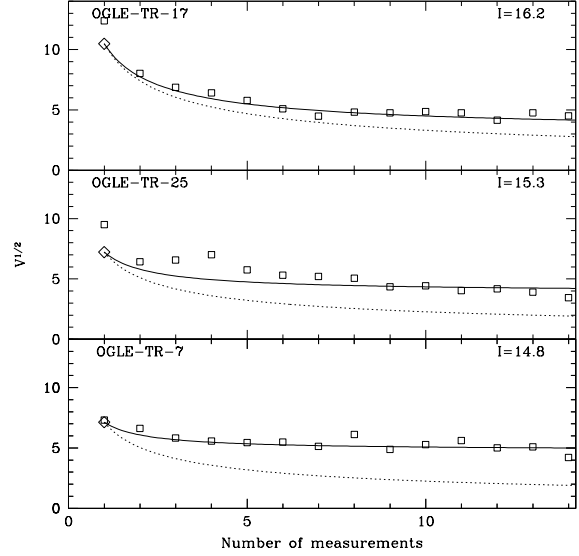 OGLE-TR-17 I=16.2
10
5
0
OGLE-TR-25 I=15.3
10
5
0
V^1/2
OGLE-TR-7 I=14.8
10
5
0
0 5 10
Number of measurements